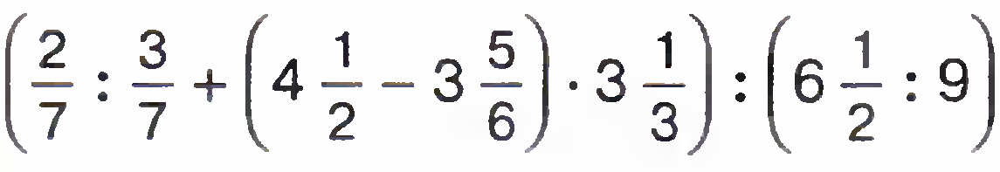 (2/7 : 3/7 + (4 1/2 − 3 5/6) · 3 1/3) : (6 1/2 : 9)